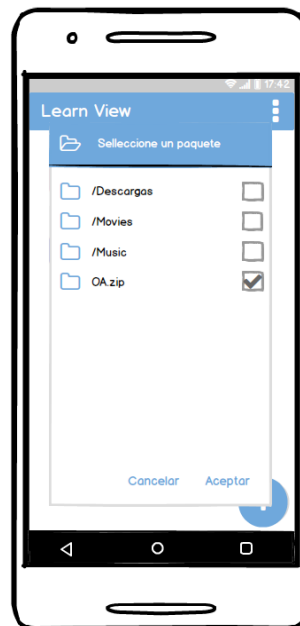 17:42
Learn View
Selleccione un paquete
/Descargas
/Movies
/Music
OA.zip
Cancelar Aceptar